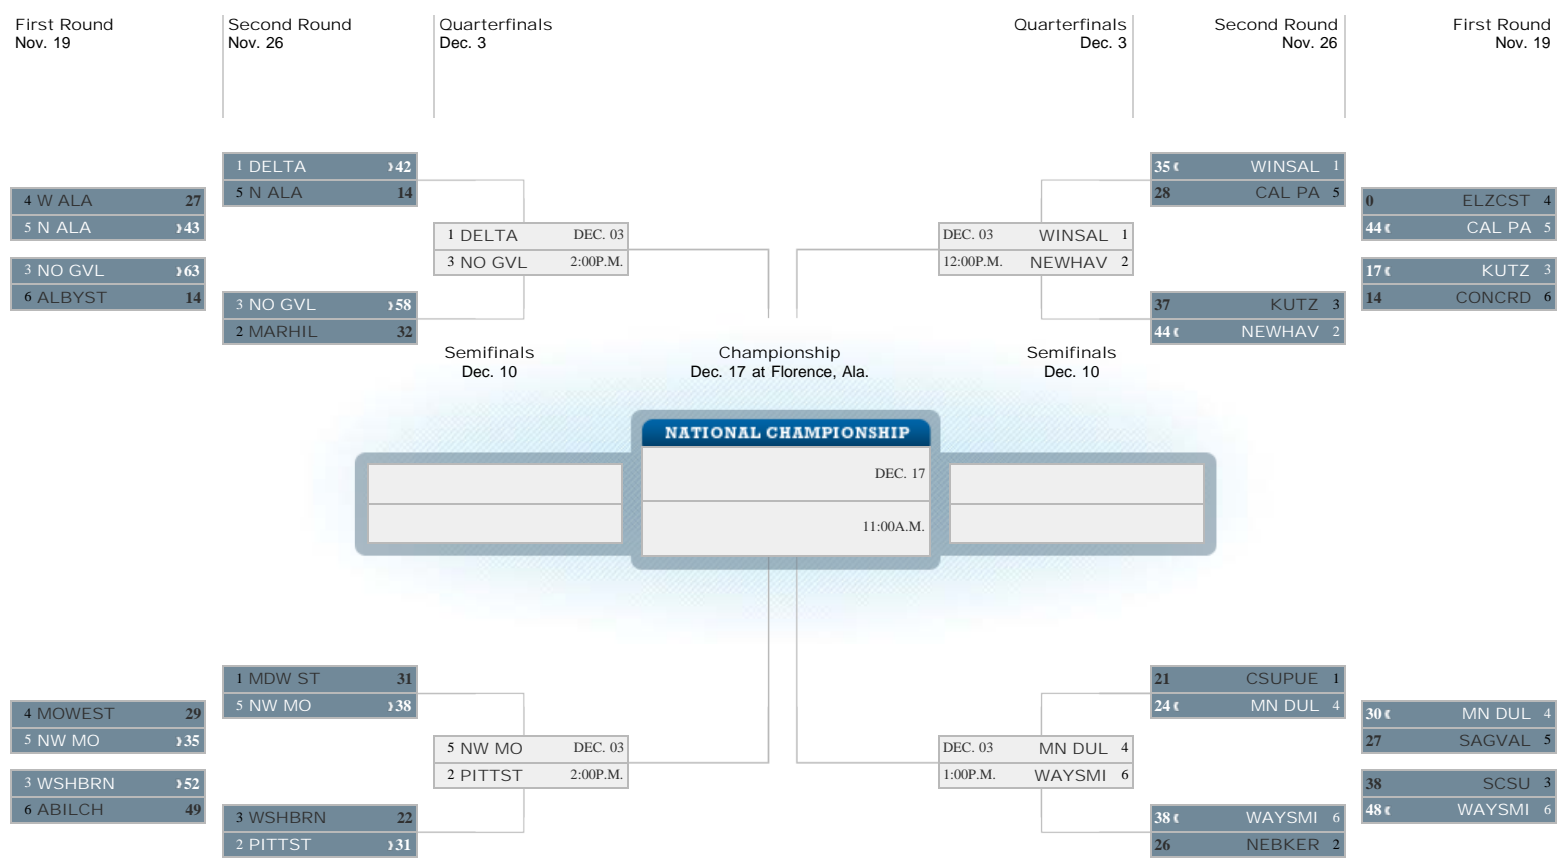 First Round
Nov. 19
Second Round
Nov. 26
Quarterfinals
Dec. 3
Quarterfinals
Dec. 3
Second Round
Nov. 26
First Round
Nov. 19
1 DELTA 42
5 N ALA 14
4 W ALA 27
5 N ALA 43
3 NO GVL 63
6 ALBYST 14
3 NO GVL 58
2 MARHIL 32
1 DELTA DEC. 03
3 NO GVL 2:00P.M.
DEC. 03 WINSAL 1
12:00P.M. NEWHAV 2
35 WINSAL 1
28 CAL PA 5
37 KUTZ 3
44 NEWHAV 2
0 ELZCST 4
44 CAL PA 5
17 KUTZ 3
14 CONCRD 6
Semifinals
Dec. 10
Championship
Dec. 17 at Florence, Ala.
Semifinals
Dec. 10
NATIONAL CHAMPIONSHIP
DEC. 17
11:00A.M.
1 MDW ST 31
5 NW MO 38
4 MOWEST 29
5 NW MO 35
3 WSHBRN 52
6 ABILCH 49
3 WSHBRN 22
2 PITTST 31
5 NW MO DEC. 03
2 PITTST 2:00P.M.
DEC. 03 MN DUL 4
1:00P.M. WAYSMI 6
21 CSUPUE 1
24 MN DUL 4
38 WAYSMI 6
26 NEBKER 2
30 MN DUL 4
27 SAGVAL 5
38 SCSU 3
48 WAYSMI 6